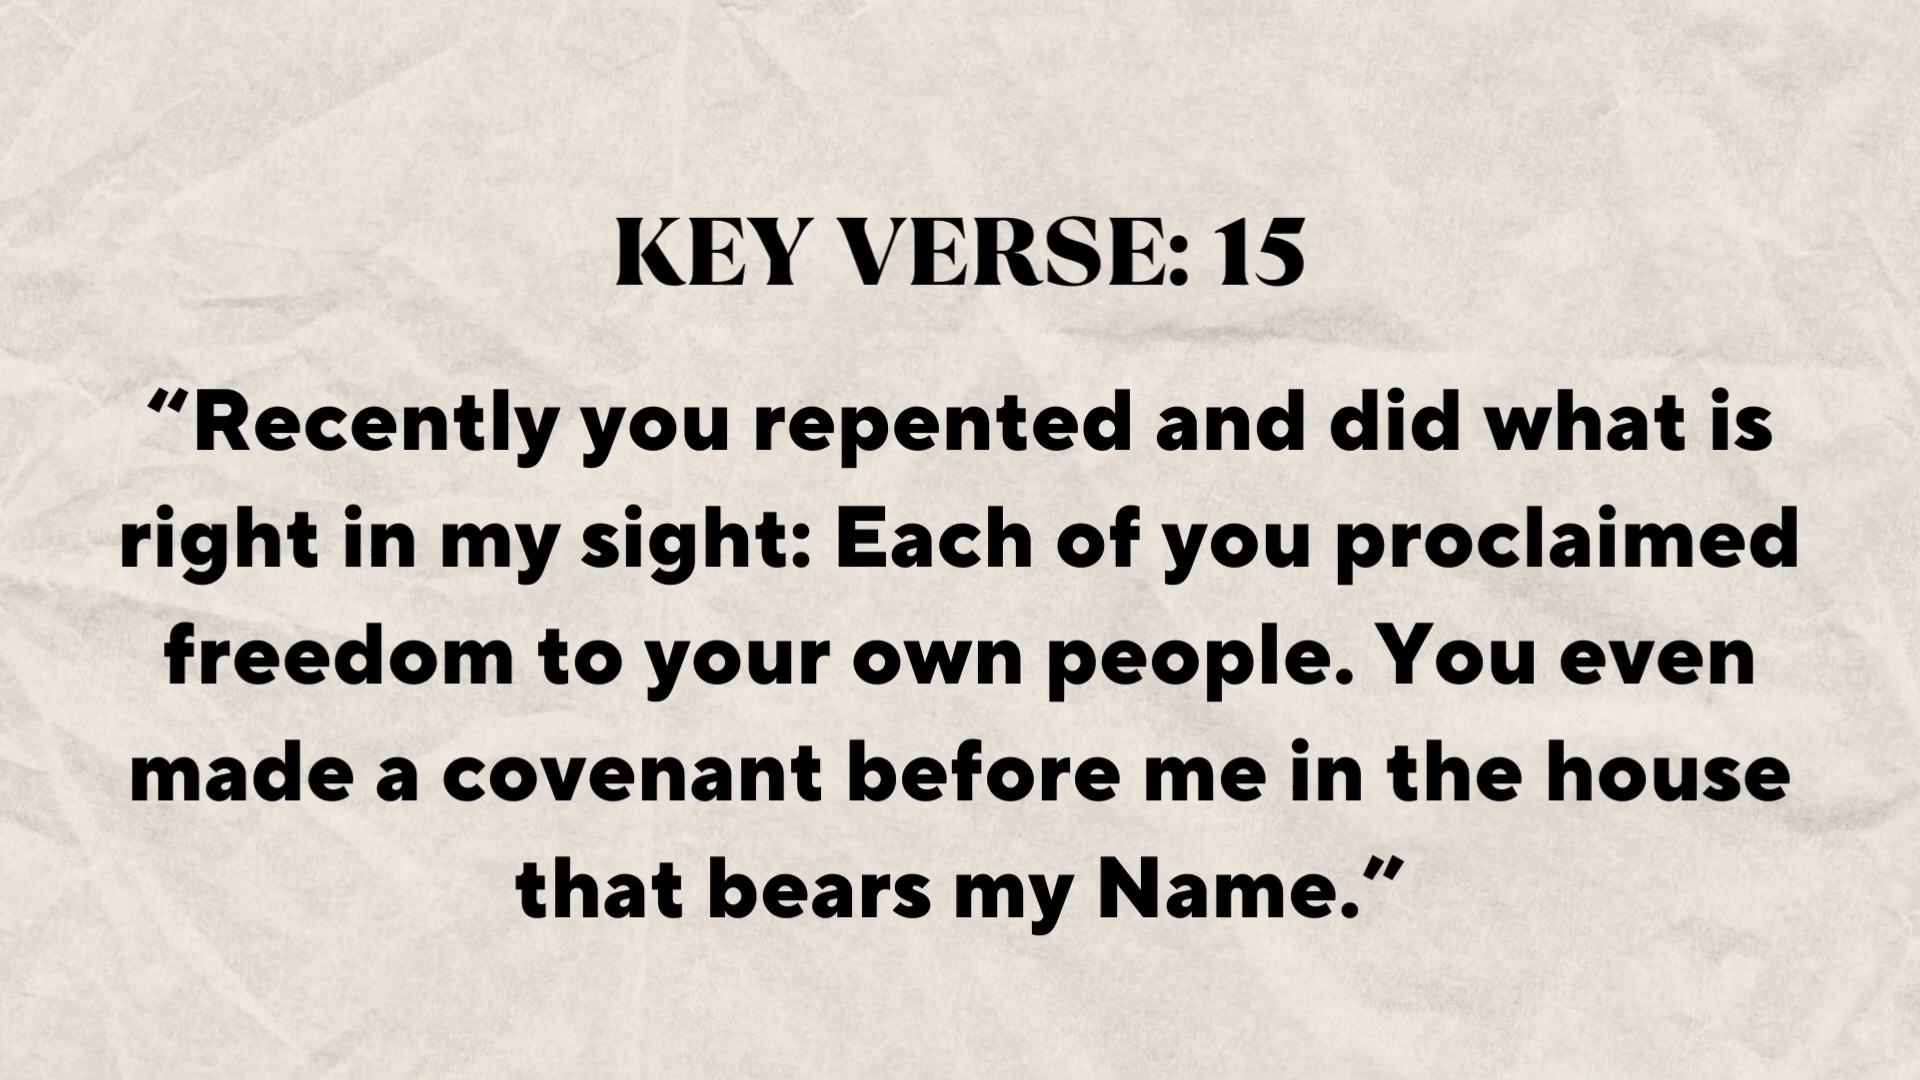 KEY VERSE: 15
“Recently you repented and did what is
right in my sight: Each of you proclaimed
freedom to your own people. You even
made a covenant before me in the house
that bears my Name.”